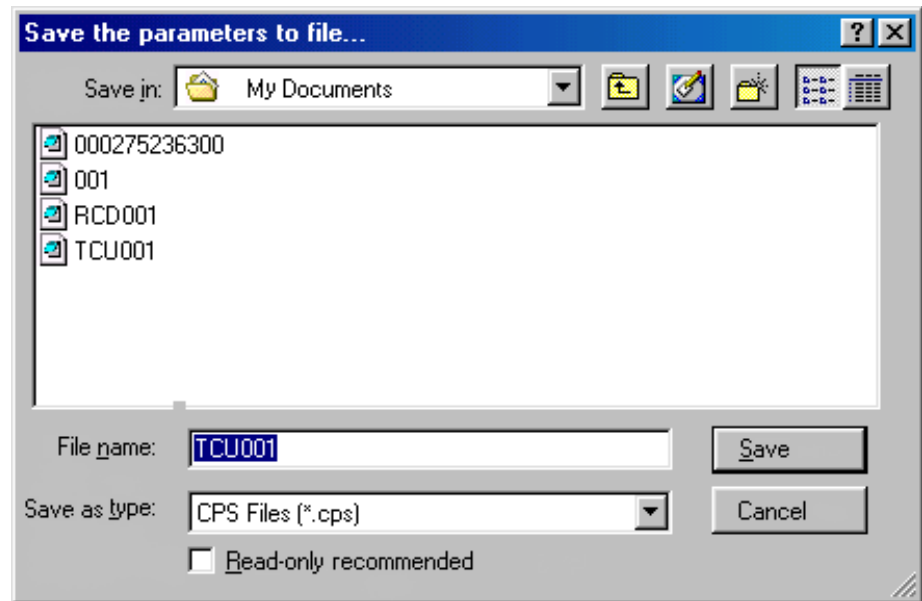 Save the parameters to file...
Save in: My Documents
000275236300
001
RCD001
TCU001
File name: TCU001 Save
Save as type: CPS Files (*.cps) Cancel
Read-only recommended